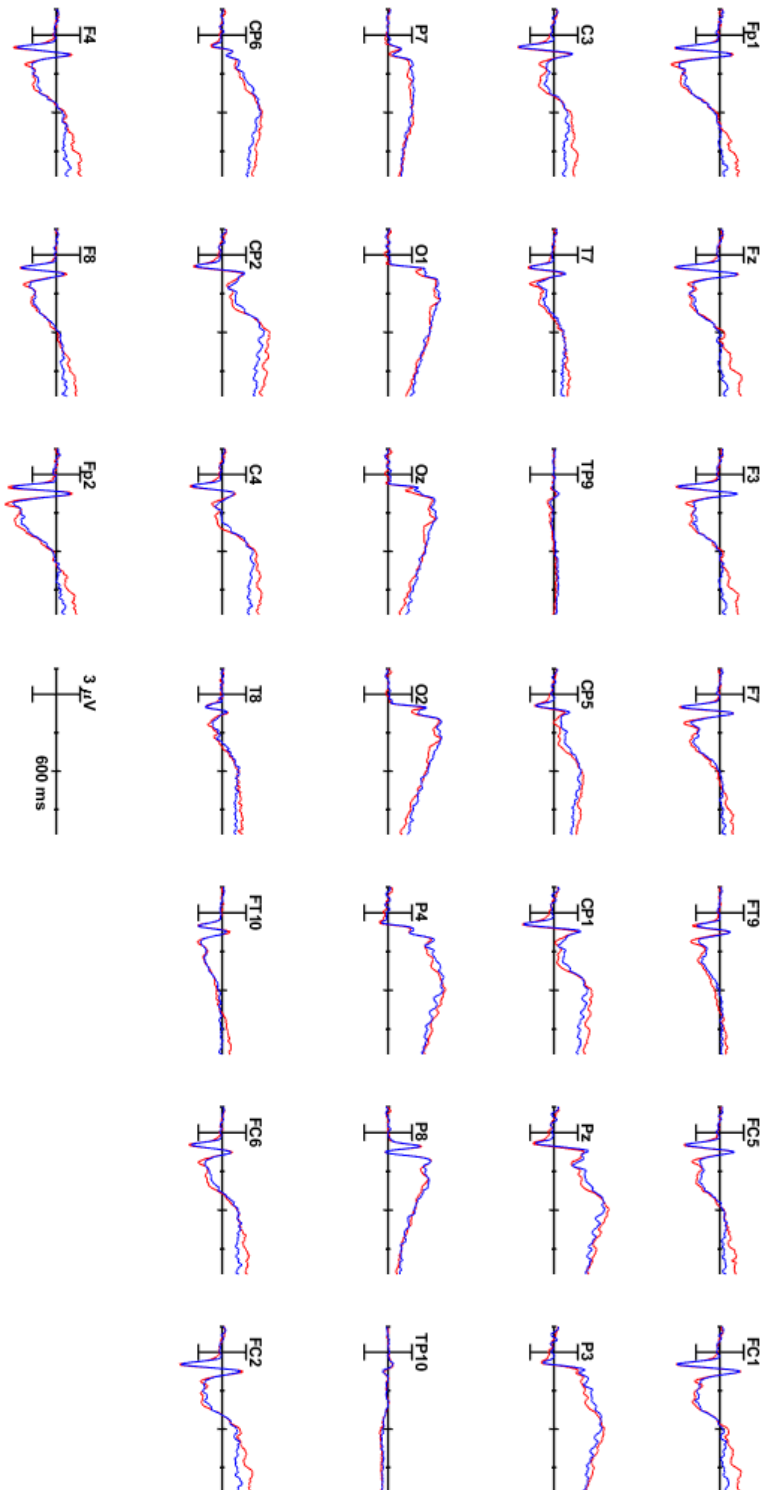 Fp1
Fz
F3
F7
FT9
FC5
FC1
C3
T7
TP9
CP5
CP1
Pz
P3
P7
O1
Oz
O2
P4
P8
TP10
CP6
CP2
C4
T8
FT10
FC6
FC2
F4
F8
Fp2
3 μV
600 ms